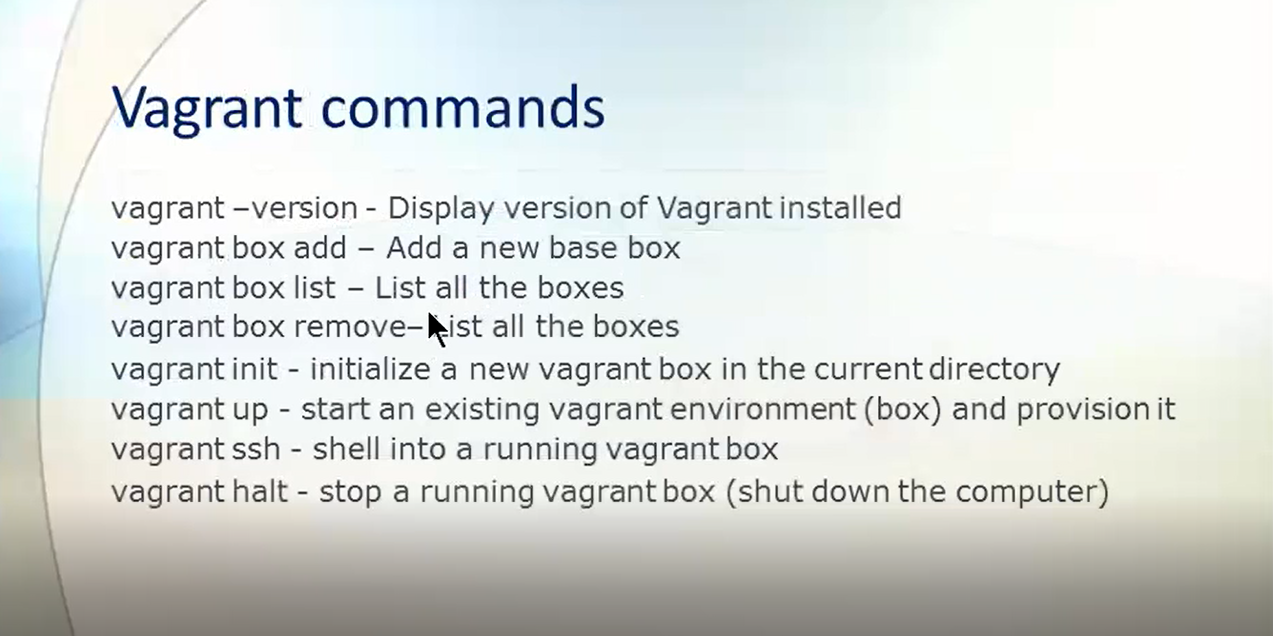 Vagrant commands
vagrant –version - Display version of Vagrant installed
vagrant box add – Add a new base box
vagrant box list – List all the boxes
vagrant box remove– List all the boxes
vagrant init - initialize a new vagrant box in the current directory
vagrant up - start an existing vagrant environment (box) and provision it
vagrant ssh - shell into a running vagrant box
vagrant halt - stop a running vagrant box (shut down the computer)